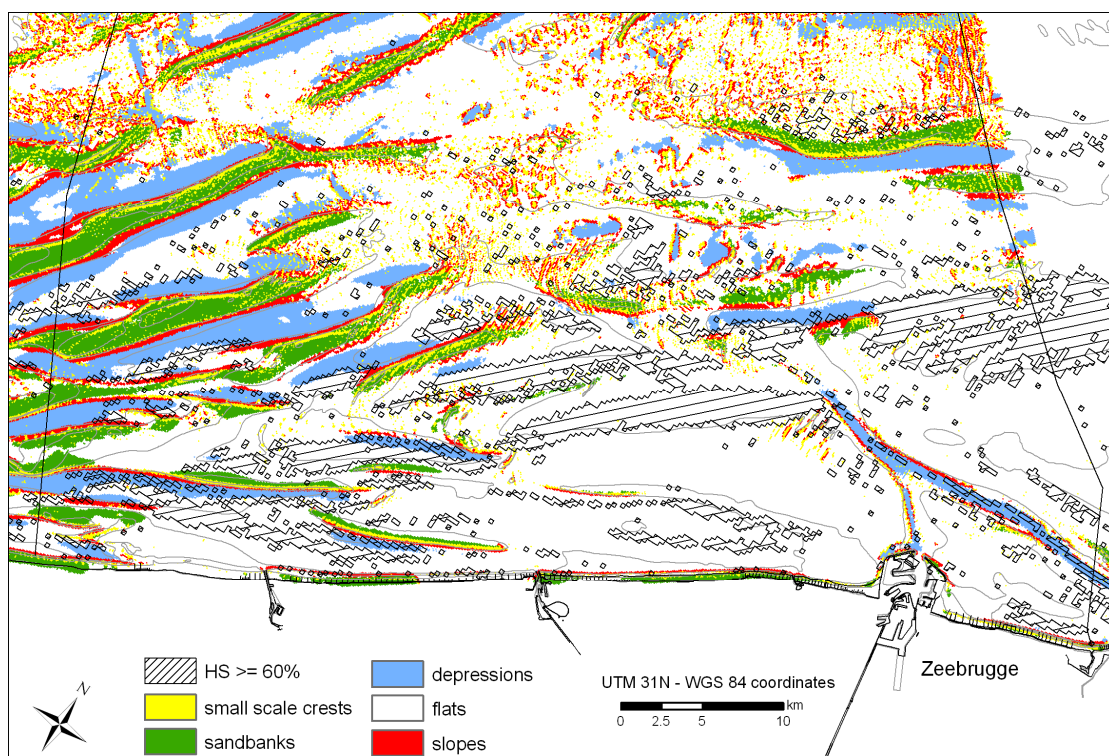 Zeebrugge
N
HS >= 60%
small scale crests
sandbanks
depressions
flats
slopes
UTM 31N - WGS 84 coordinates
km
0 2.5 5 10